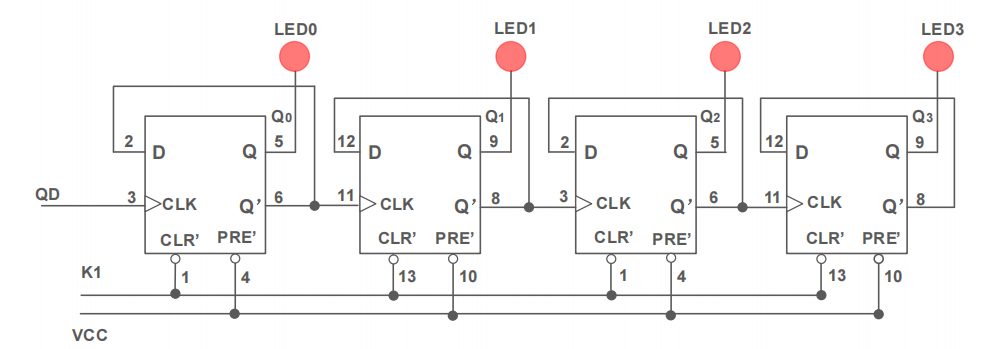 LED0 LED1 LED2 LED3
Q0 Q1 Q2 Q3
2 D Q 5 12 D Q 9 2 D Q 5 12 D Q 9
QD 3 CLK Q' 6 11 CLK Q' 8 3 CLK Q' 6 11 CLK Q' 8
CLR' PRE' CLR' PRE' CLR' PRE' CLR' PRE'
K1 1 4 13 10 1 4 13 10
VCC